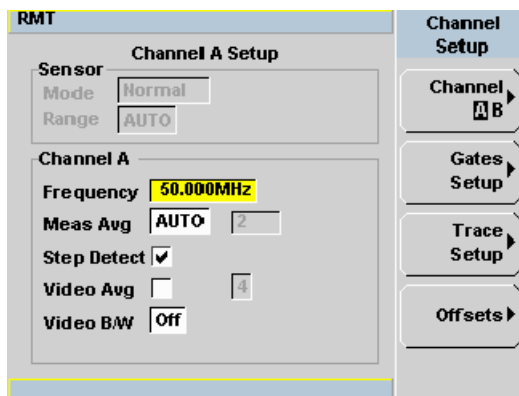 RMT
Channel A Setup
Sensor
Mode Normal
Range AUTO
Channel A
Frequency 50.000MHz
Meas Avg AUTO 2
Step Detect
Video Avg 4
Video B/W Off
Channel
Setup
Channel
A B
Gates
Setup
Trace
Setup
Offsets